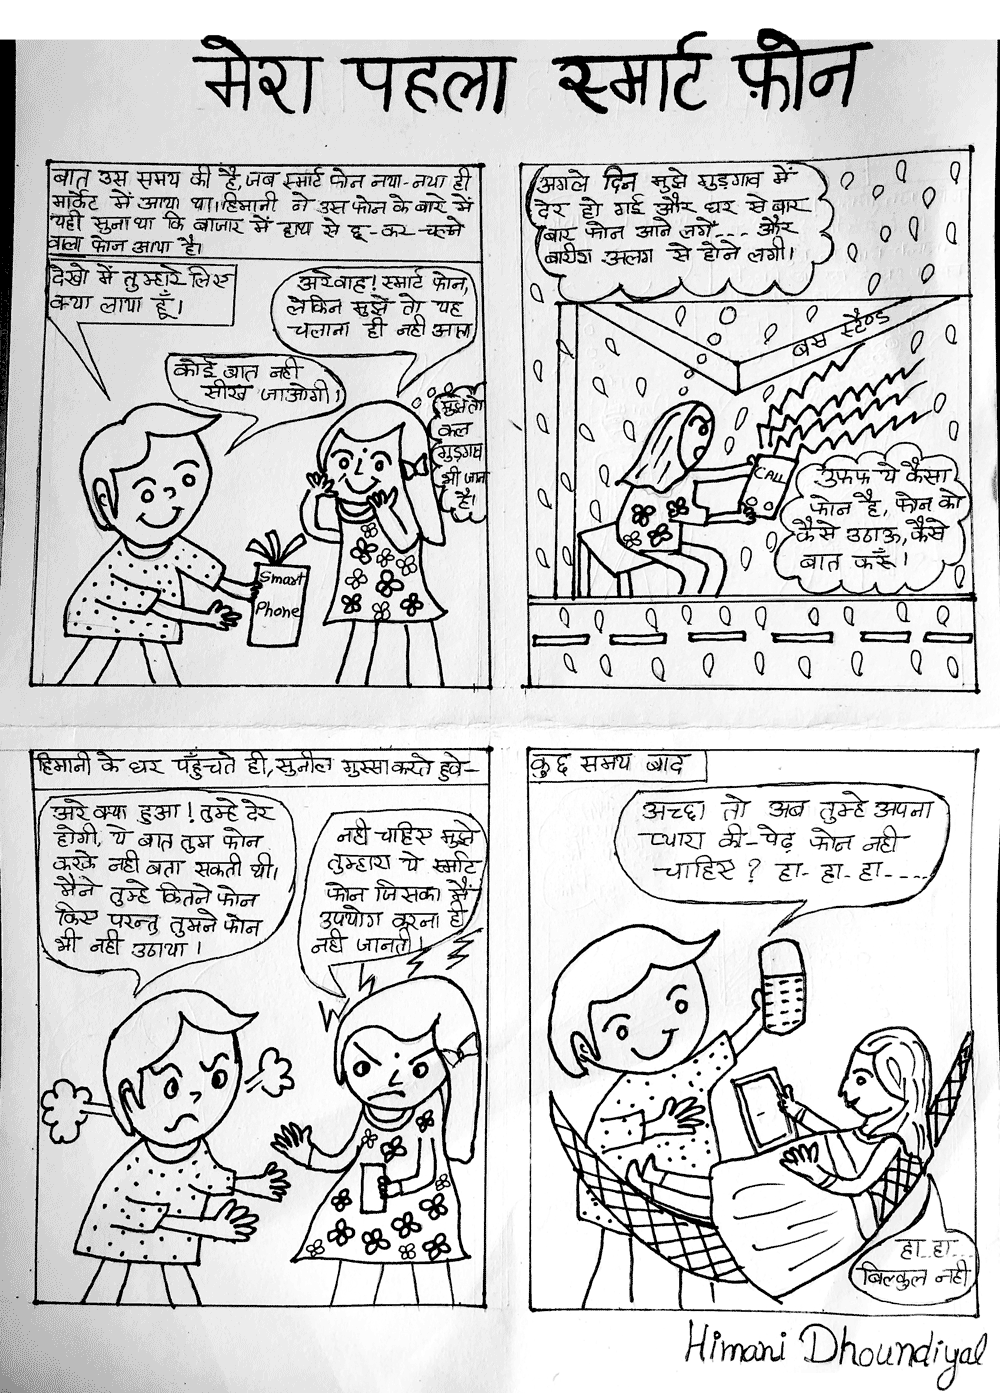 मेरा पहला स्मार्ट फ़ोन
बात उस समय की है, जब स्मार्ट फोन नया-नया ही
मार्केट में आया था। हिमानी ने उस फोन के बारे में
यही सुना था कि बाजार में हाथ से छू-कर-चलने
वाला फोन आया है।
देखो में तुम्हारे लिए
क्या लाया हूँ।
अरे वाह! स्मार्ट फोन,
लेकिन मुझे तो यह
चलाना ही नही आता
कोई बात नही
सीख जाओगी।
मुझे तो
कल
गुड़गाव
भी जाना
है।
Smart
Phone
अगले दिन मुझे गुड़गाव में
देर हो गई और घर से बार
बार फोन आने लगे.... और
बारीश अलग से होने लगी।
बस स्टैण्ड
CALL
उफफ ये कैसा
फोन है, फोन को
कैसे उठाऊ, कैसे
बात करूँ।
हिमानी के घर पहुँचते ही, सुनील गुस्सा करते हुवे-
अरे क्या हुआ! तुम्हे देर
होगी, ये बात तुम फोन
करके नही बता सकती थी।
मैने तुम्हे कितने फोन
किए परन्तु तुमने फोन
भी नही उठाया।
नही चाहिए मुझे
तुम्हारा ये स्मार्ट
फोन जिसका मैं
उपयोग करना ही
नही जानती।
कुछ समय बाद
अच्छा तो अब तुम्हे अपना
प्यारा की-पेढ़ फोन नही
चाहिए? हा- हा- हा-....
हा- हा-...
बिल्कुल नही
Himani Dhoundiyal